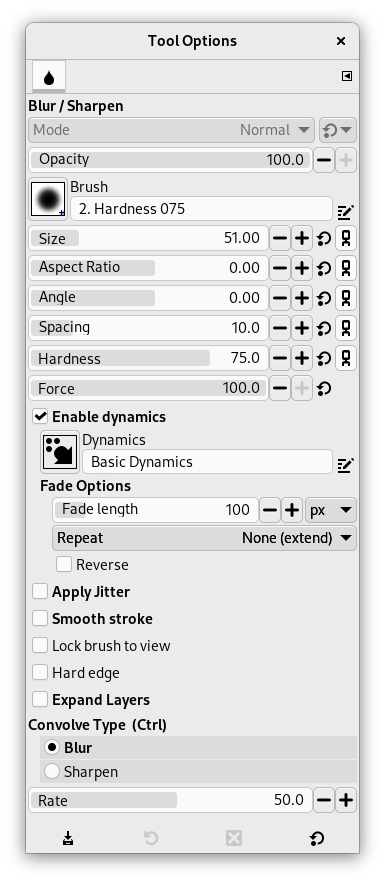 Tool Options
Blur / Sharpen
Mode Normal
Opacity 100.0
Brush
2. Hardness 075
Size 51.00
Aspect Ratio 0.00
Angle 0.00
Spacing 10.0
Hardness 75.0
Force 100.0
Enable dynamics
Dynamics
Basic Dynamics
Fade Options
Fade length 100 px
Repeat None (extend)
Reverse
Apply Jitter
Smooth stroke
Lock brush to view
Hard edge
Expand Layers
Convolve Type (Ctrl)
Blur
Sharpen
Rate 50.0